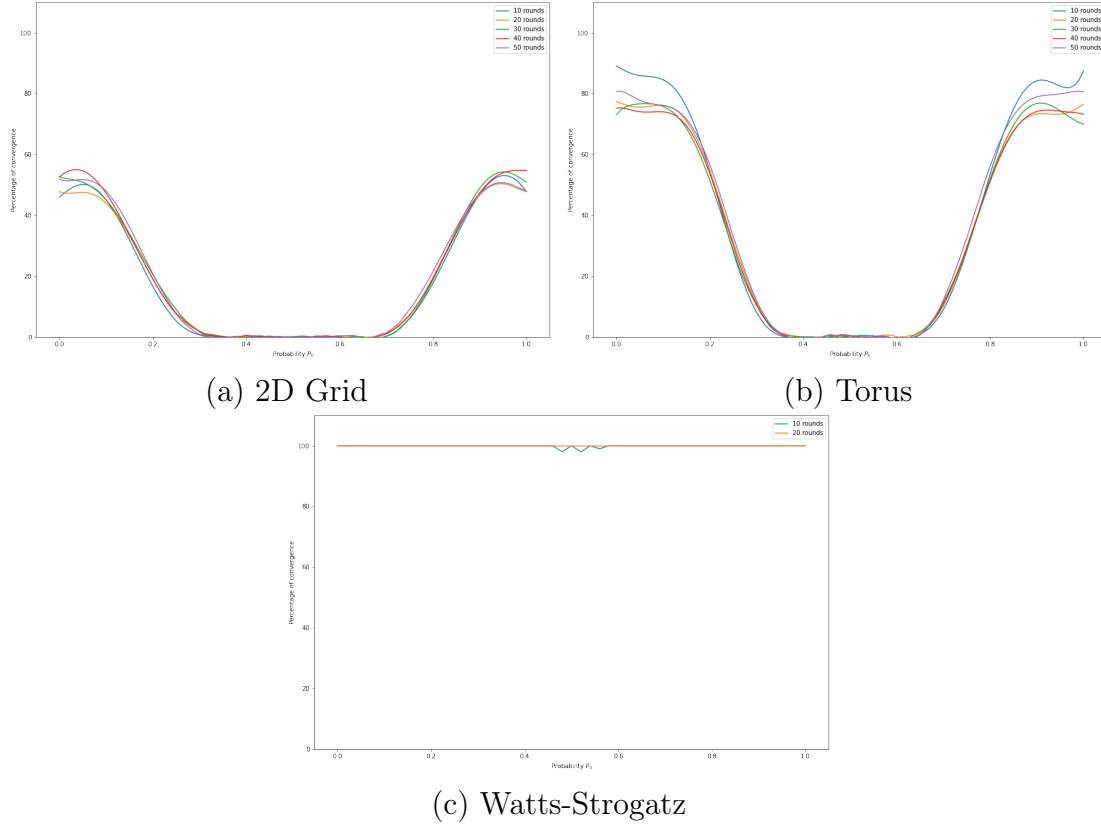 100
80
60
40
20
0
Percentage of convergence
0.0 0.2 0.4 0.6 0.8 1.0
Probability P₀
10 rounds
20 rounds
30 rounds
40 rounds
50 rounds
(a) 2D Grid
100
80
60
40
20
0
Percentage of convergence
0.0 0.2 0.4 0.6 0.8 1.0
Probability P₀
10 rounds
20 rounds
30 rounds
40 rounds
50 rounds
(b) Torus
100
80
60
40
20
0
Percentage of convergence
0.0 0.2 0.4 0.6 0.8 1.0
Probability P₀
10 rounds
20 rounds
(c) Watts-Strogatz